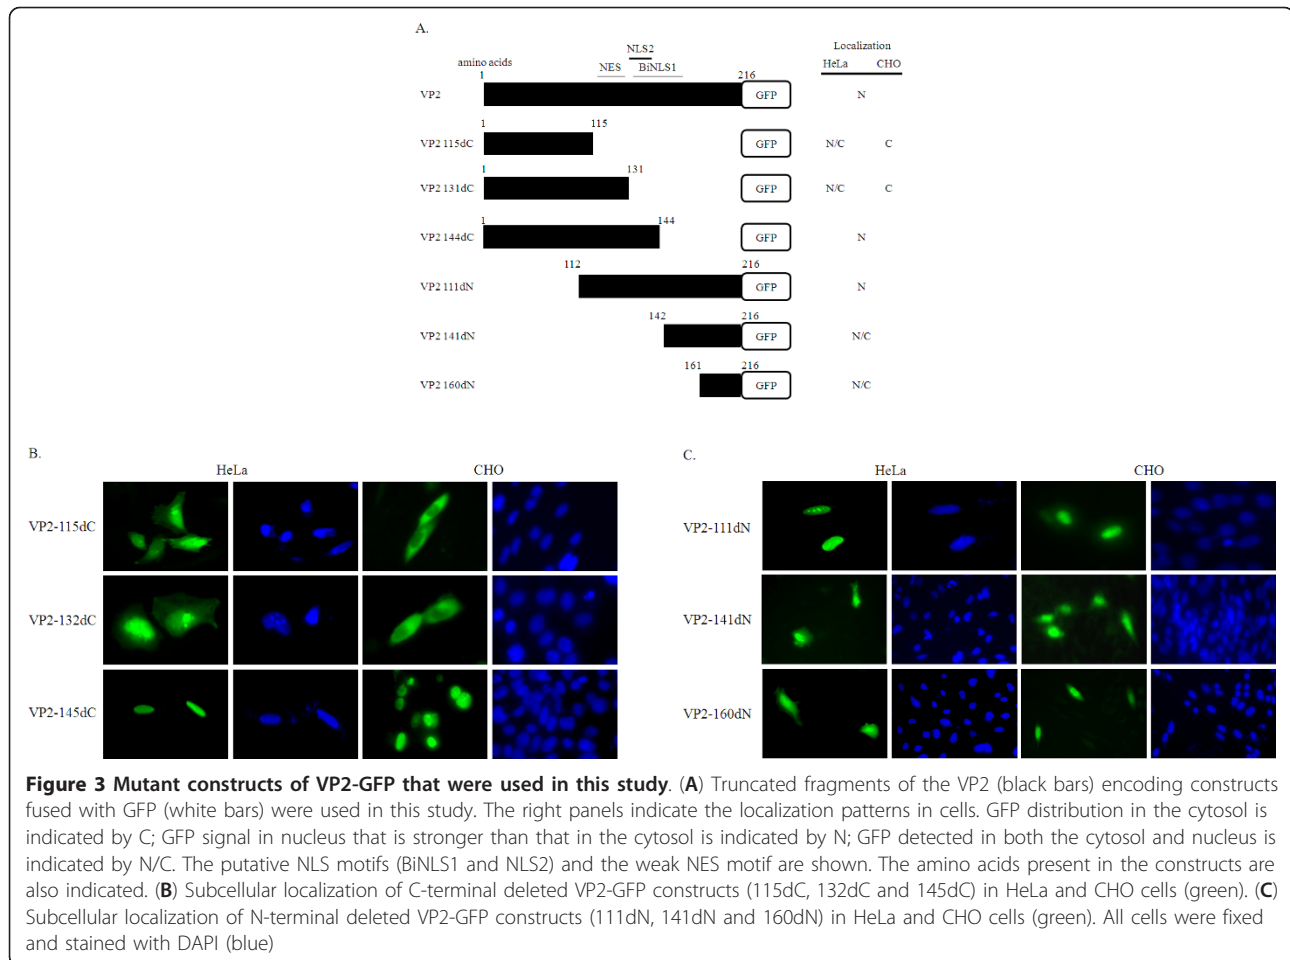 A.
NLS2
Localization
amino acids
NES
BiNLS1
HeLa
CHO
1
216
VP2
GFP
N
1
115
VP2 115dC
GFP
N/C
C
1
131
VP2 131dC
GFP
N/C
C
1
144
VP2 144dC
GFP
N
112
216
VP2 111dN
GFP
N
142
216
VP2 141dN
GFP
N/C
161
216
VP2 160dN
GFP
N/C
B.
HeLa
CHO
VP2-115dC
VP2-132dC
VP2-145dC
C.
HeLa
CHO
VP2-111dN
VP2-141dN
VP2-160dN
Figure 3 Mutant constructs of VP2-GFP that were used in this study. (A) Truncated fragments of the VP2 (black bars) encoding constructs
fused with GFP (white bars) were used in this study. The right panels indicate the localization patterns in cells. GFP distribution in the cytosol is
indicated by C; GFP signal in nucleus that is stronger than that in the cytosol is indicated by N; GFP detected in both the cytosol and nucleus is
indicated by N/C. The putative NLS motifs (BiNLS1 and NLS2) and the weak NES motif are shown. The amino acids present in the constructs are
also indicated. (B) Subcellular localization of C-terminal deleted VP2-GFP constructs (115dC, 132dC and 145dC) in HeLa and CHO cells (green). (C)
Subcellular localization of N-terminal deleted VP2-GFP constructs (111dN, 141dN and 160dN) in HeLa and CHO cells (green). All cells were fixed
and stained with DAPI (blue)